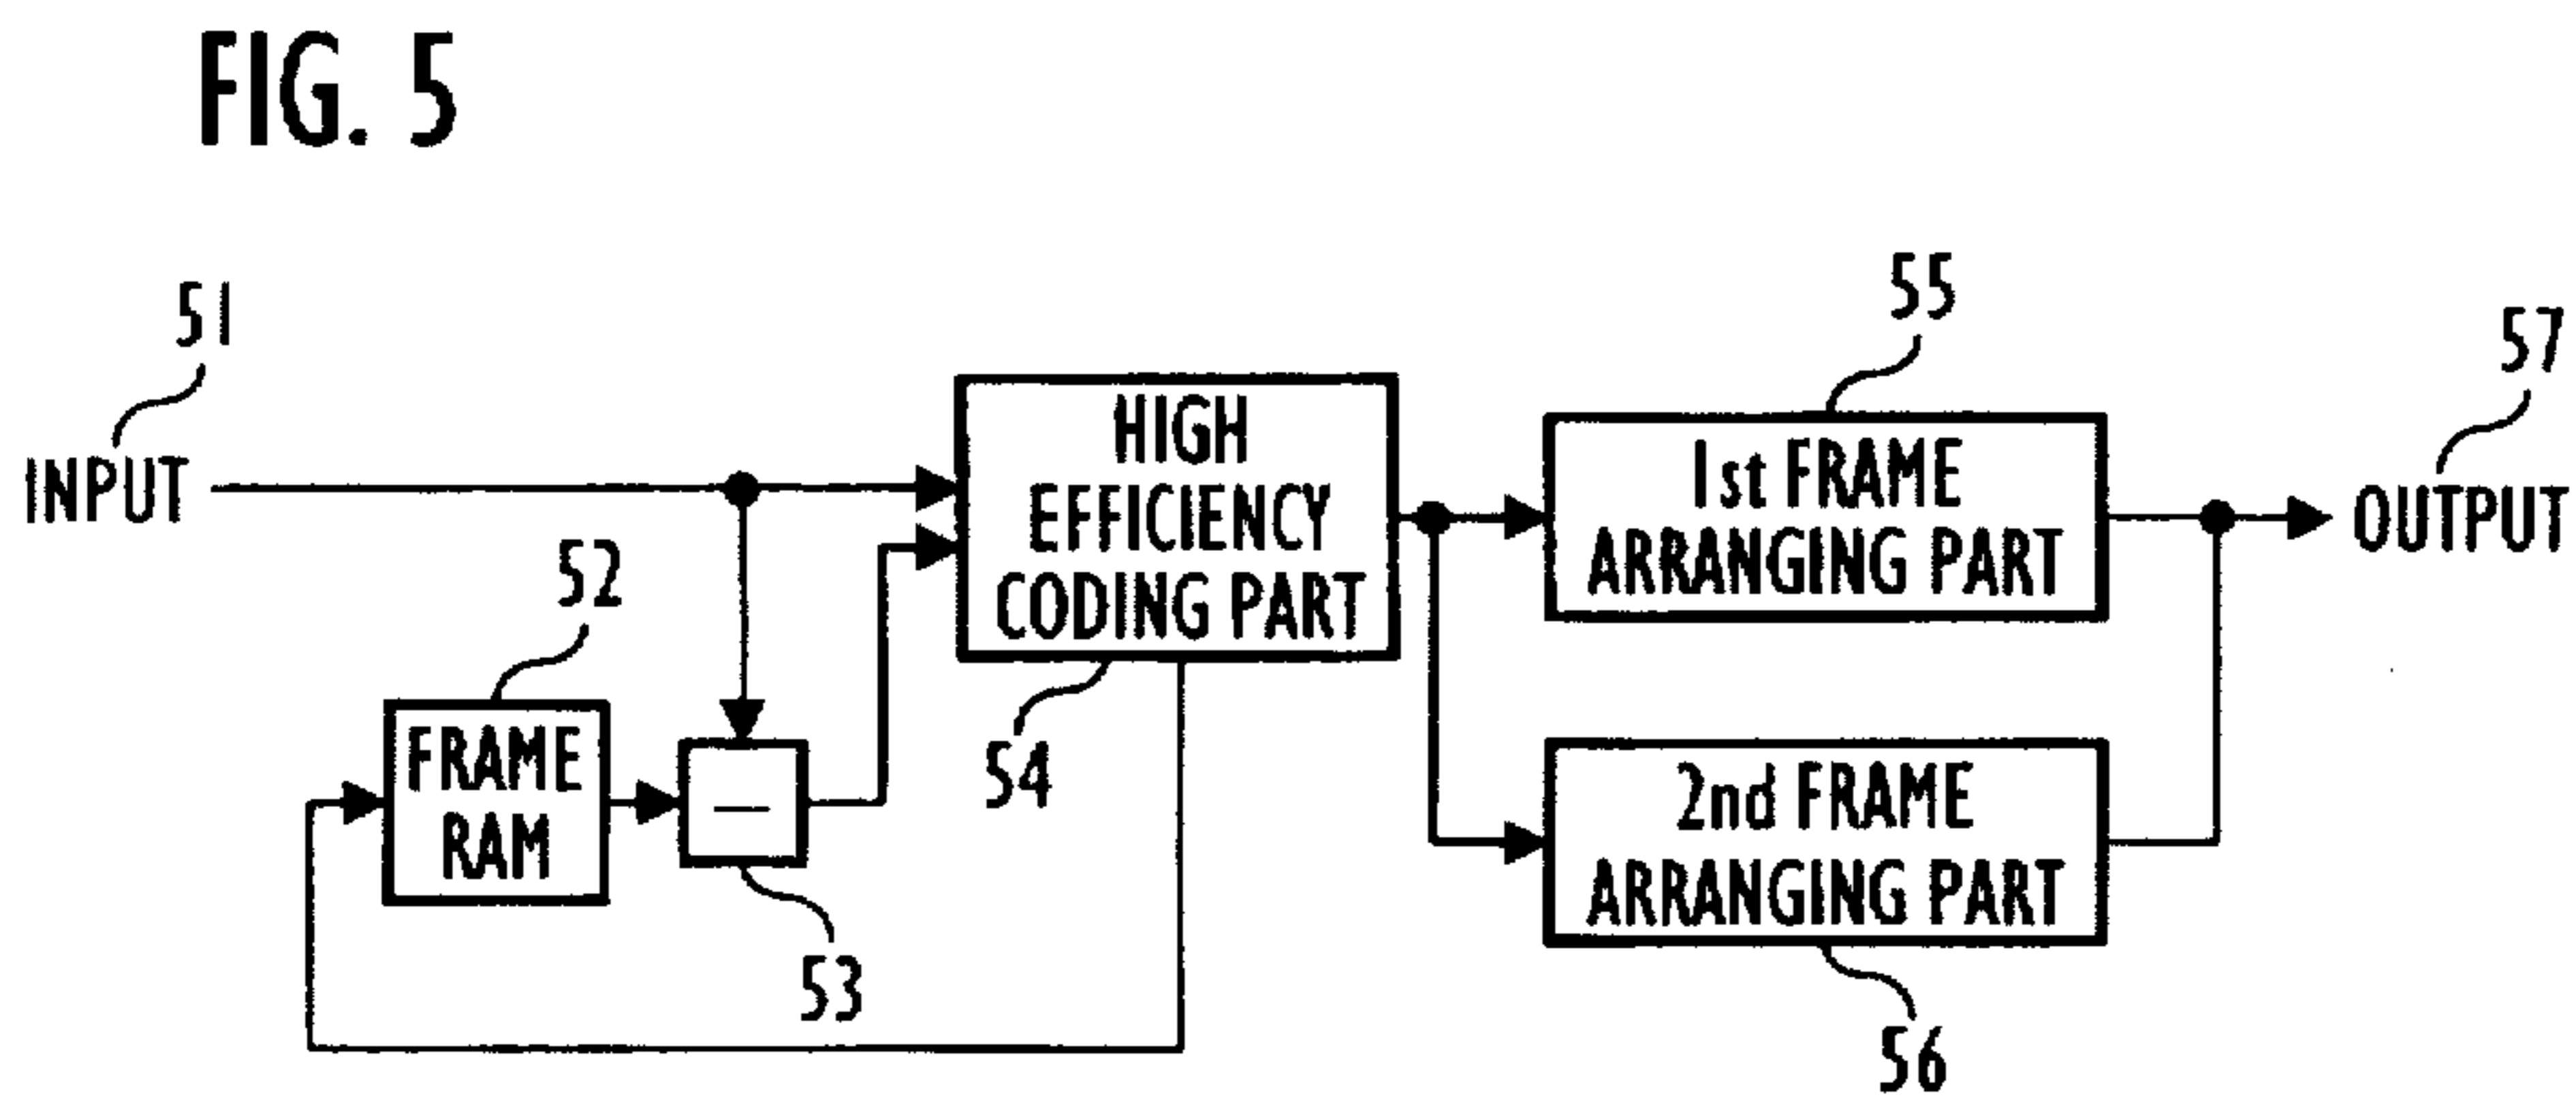 FIG. 5
51
INPUT
52
FRAME
RAM
—
53
HIGH
EFFICIENCY
CODING PART
54
55
1st FRAME
ARRANGING PART
2nd FRAME
ARRANGING PART
56
57
OUTPUT